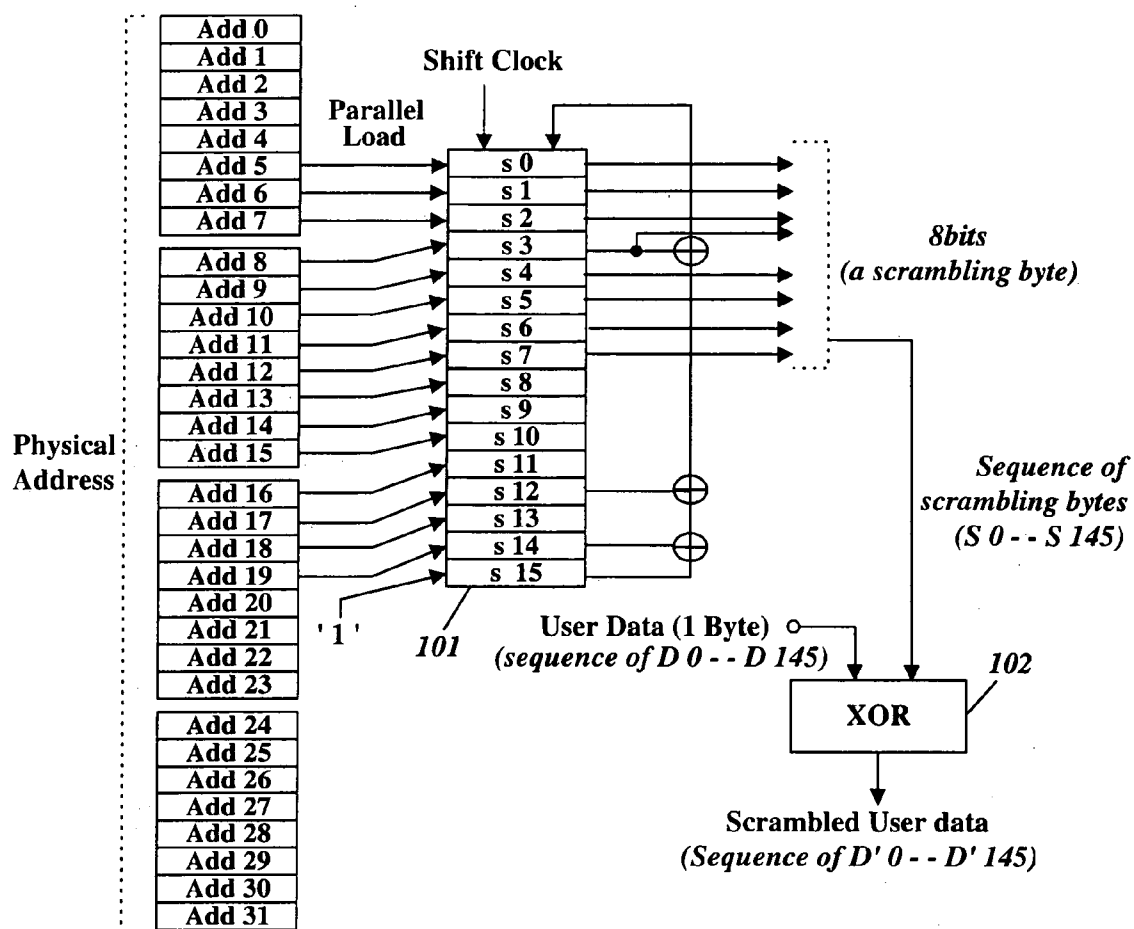 Add 0
Add 1
Add 2
Add 3
Add 4
Add 5
Add 6
Add 7
Add 8
Add 9
Add 10
Add 11
Add 12
Add 13
Add 14
Add 15
Add 16
Add 17
Add 18
Add 19
Add 20
Add 21
Add 22
Add 23
Add 24
Add 25
Add 26
Add 27
Add 28
Add 29
Add 30
Add 31
Physical
Address
Parallel
Load
Shift Clock
s 0
s 1
s 2
s 3
s 4
s 5
s 6
s 7
s 8
s 9
s 10
s 11
s 12
s 13
s 14
s 15
' 1 '
101
8bits
(a scrambling byte)
Sequence of
scrambling bytes
(S 0 - - S 145)
User Data (1 Byte)
(sequence of D 0 - - D 145)
102
XOR
Scrambled User data
(Sequence of D' 0 - - D' 145)